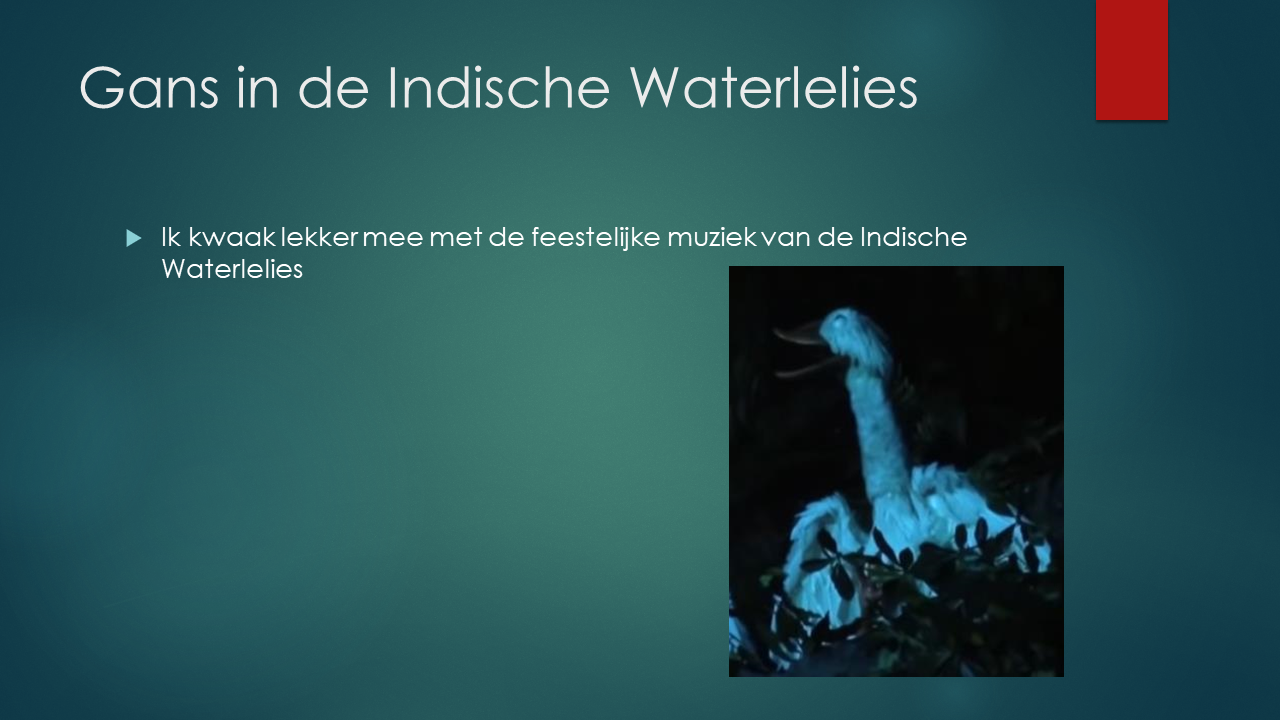 Gans in de Indische Waterlelies
Ik kwaak lekker mee met de feestelijke muziek van de Indische
Waterlelies